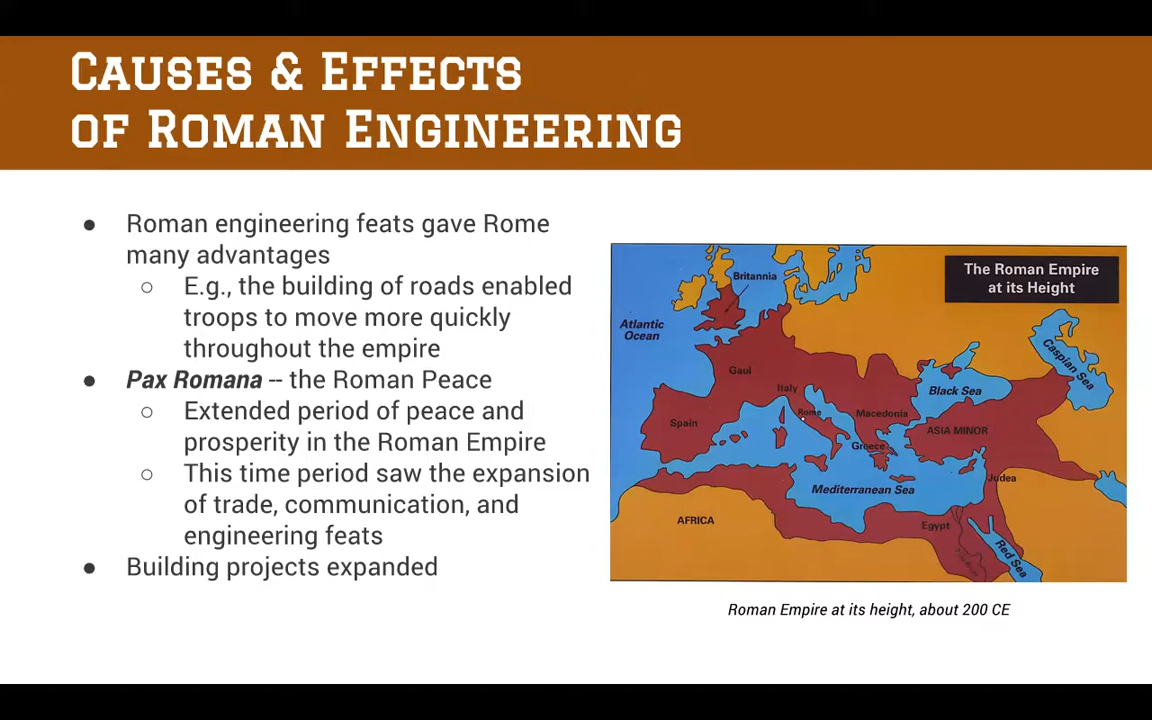 CAUSES & EFFECTS
OF ROMAN ENGINEERING
● Roman engineering feats gave Rome
many advantages
○ E.g., the building of roads enabled
troops to move more quickly
throughout the empire
● Pax Romana -- the Roman Peace
○ Extended period of peace and
prosperity in the Roman Empire
○ This time period saw the expansion
of trade, communication, and
engineering feats
● Building projects expanded
The Roman Empire
at its Height
Britannia
Atlantic
Ocean
Caspian Sea
Gaul
Italy
Black Sea
Rome
Macedonia
Spain
ASIA MINOR
Greece
Judea
Mediterranean Sea
AFRICA
Egypt
Red Sea
Roman Empire at its height, about 200 CE